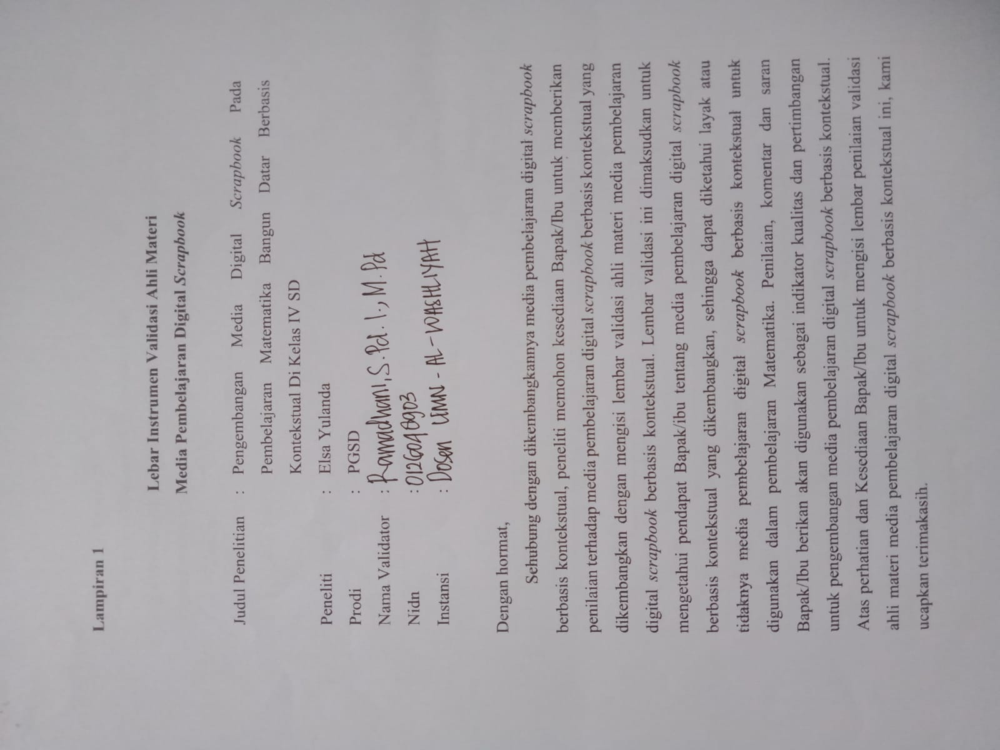 Lampiran 1
Lebar Instrumen Validasi Ahli Materi
Media Pembelajaran Digital Scrapbook
Judul Penelitian : Pengembangan Media Digital Scrapbook Pada
Pembelajaran Matematika Bangun Datar Berbasis
Kontekstual Di Kelas IV SD
Peneliti : Elsa Yulanda
Prodi : PGSD
Nama Validator : Ramadhani, S.Pd.I., M.Pd
Nidn :
Instansi : Dosen UMN - AL-WASHLIYAH
Dengan hormat,
Sehubung dengan dikembangkannya media pembelajaran digital scrapbook
berbasis kontekstual, peneliti memohon kesediaan Bapak/Ibu untuk memberikan
penilaian terhadap media pembelajaran digital scrapbook berbasis kontekstual yang
dikembangkan dengan mengisi lembar validasi ahli materi media pembelajaran
digital scrapbook berbasis kontekstual. Lembar validasi ini dimaksudkan untuk
mengetahui pendapat Bapak/ibu tentang media pembelajaran digital scrapbook
berbasis kontekstual yang dikembangkan, sehingga dapat diketahui layak atau
tidaknya media pembelajaran digital scrapbook berbasis kontekstual untuk
digunakan dalam pembelajaran Matematika. Penilaian, komentar dan saran
Bapak/Ibu berikan akan digunakan sebagai indikator kualitas dan pertimbangan
untuk pengembangan media pembelajaran digital scrapbook berbasis kontekstual.
Atas perhatian dan Kesediaan Bapak/Ibu untuk mengisi lembar penilaian validasi
ahli materi media pembelajaran digital scrapbook berbasis kontekstual ini, kami
ucapkan terimakasih.